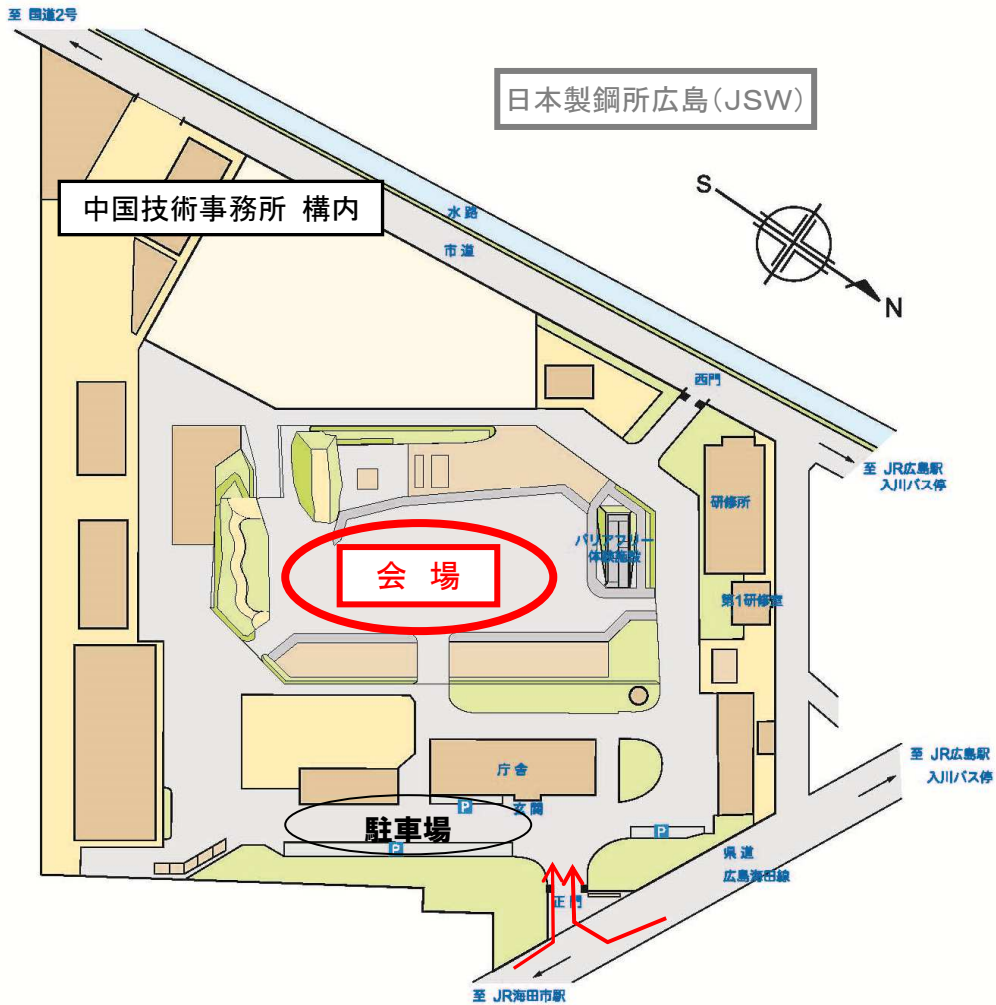 至 国道2号
日本製鋼所広島(JSW)
中国技術事務所 構内
S
水路
市道
N
西門
至 JR広島駅
入川バス停
研修所
バリアフリー
体験施設
会 場
第1研修室
至 JR広島駅
入川バス停
庁舎
P
玄関
駐車場
P
P
県道
広島海田線
正門
至 JR海田市駅